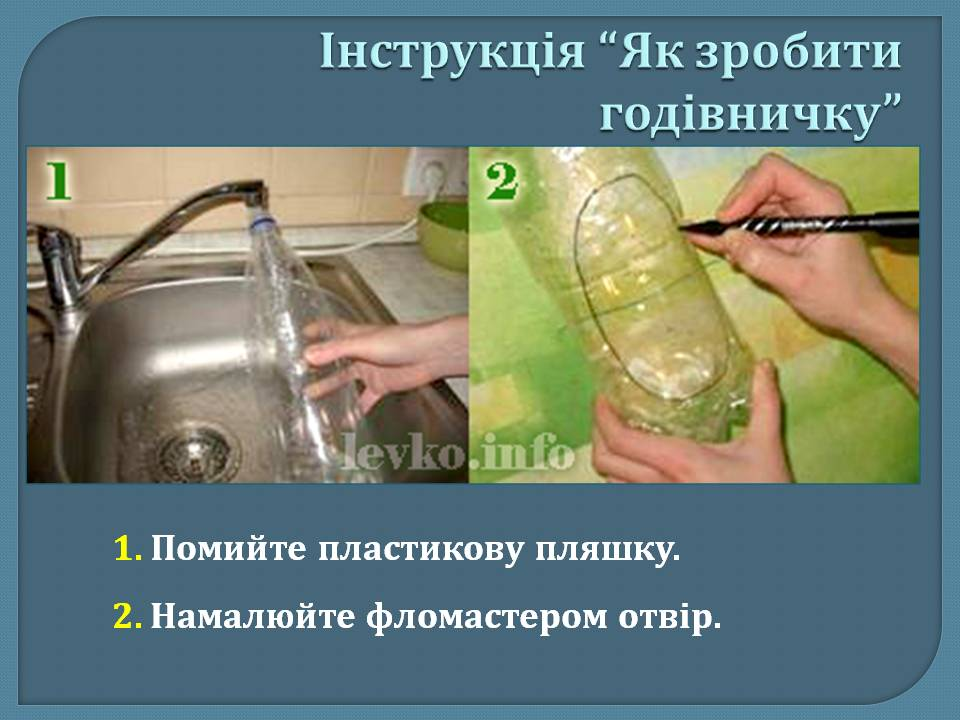 Інструкція “Як зробити
годівничку”
1
2
levko.info
1. Помийте пластикову пляшку.
2. Намалюйте фломастером отвір.